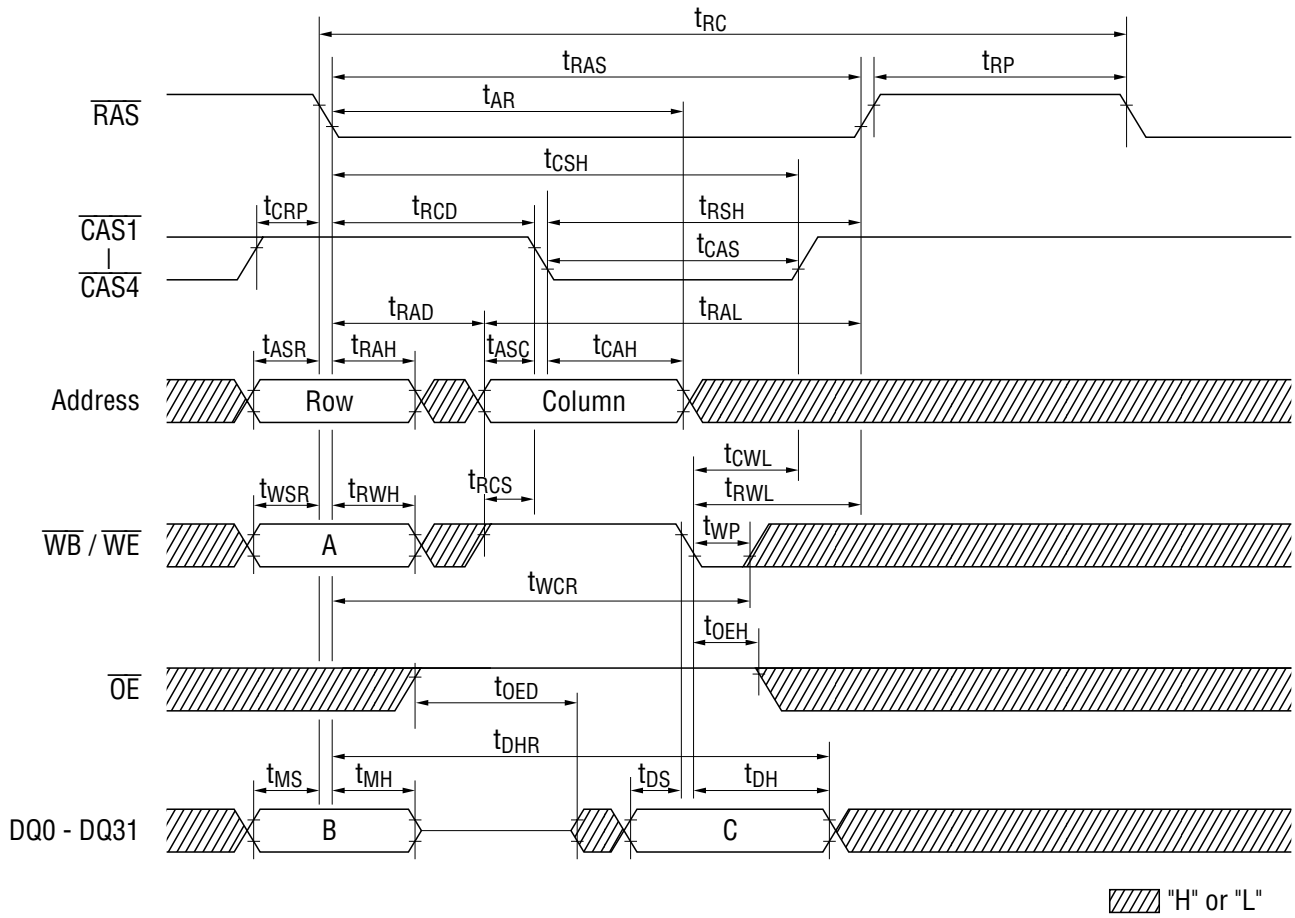 tRC
tRAS
tRP
tAR
RAS
tCSH
tCRP
tRCD
tRSH
CAS1
|
CAS4
tCAS
tRAD
tRAL
tASR
tRAH
tASC
tCAH
Address
Row
Column
tCWL
tRCS
tWSR
tRWH
tRWL
tWP
WB / WE
A
tWCR
tOEH
OE
tOED
tDHR
tMS
tMH
tDS
tDH
DQ0 - DQ31
B
C
"H" or "L"